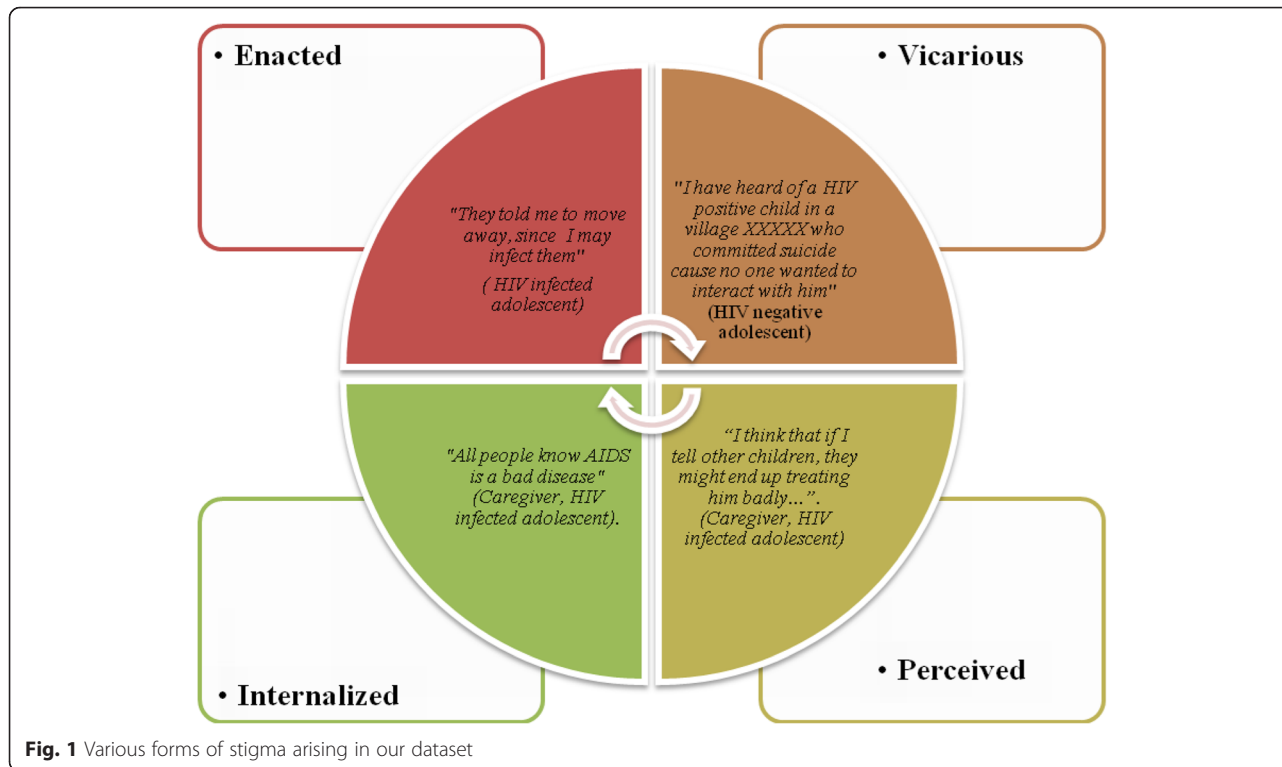 • Enacted
• Vicarious
"They told me to move
away, since I may
infect them"
( HIV infected
adolescent)
"I have heard of a HIV
positive child in a
village XXXXX who
committed suicide
cause no one wanted to
interact with him"
(HIV negative
adolescent)
"All people know AIDS
is a bad disease"
(Caregiver, HIV
infected adolescent).
“I think that if I
tell other children, they
might end up treating
him badly…”.
(Caregiver, HIV
infected adolescent)
• Internalized
• Perceived
Fig. 1 Various forms of stigma arising in our dataset